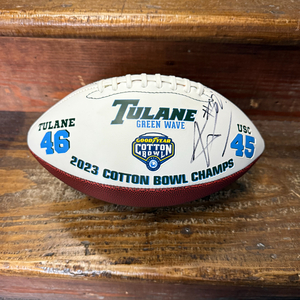 TULANE
GREEN WAVE
TULANE
46
GOODYEAR
COTTON
BOWL
USC
45
2023 COTTON BOWL CHAMPS